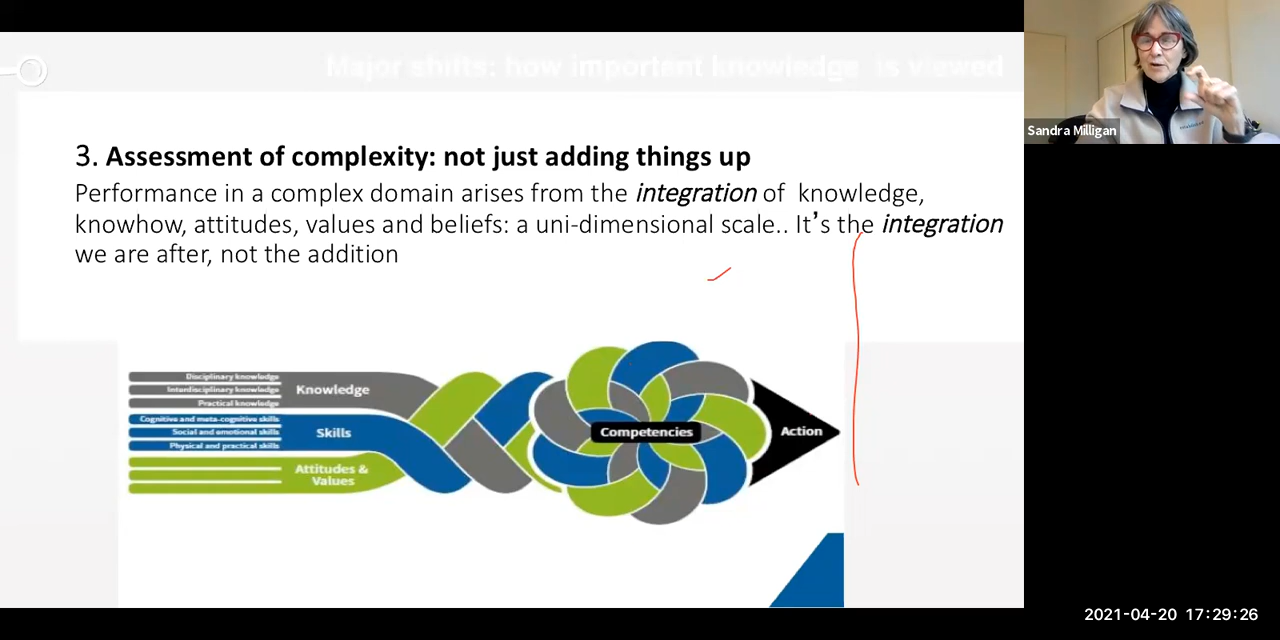 Major shifts: how important knowledge is viewed
3. Assessment of complexity: not just adding things up
Performance in a complex domain arises from the integration of knowledge,
knowhow, attitudes, values and beliefs: a uni-dimensional scale.. It’s the integration
we are after, not the addition
Disciplinary knowledge
Interdisciplinary knowledge
Practical knowledge
Knowledge
Cognitive and meta-cognitive skills
Social and emotional skills
Physical and practical skills
Skills
Attitudes &
Values
Competencies
Action
Sandra Milligan
2021-04-20 17:29:26